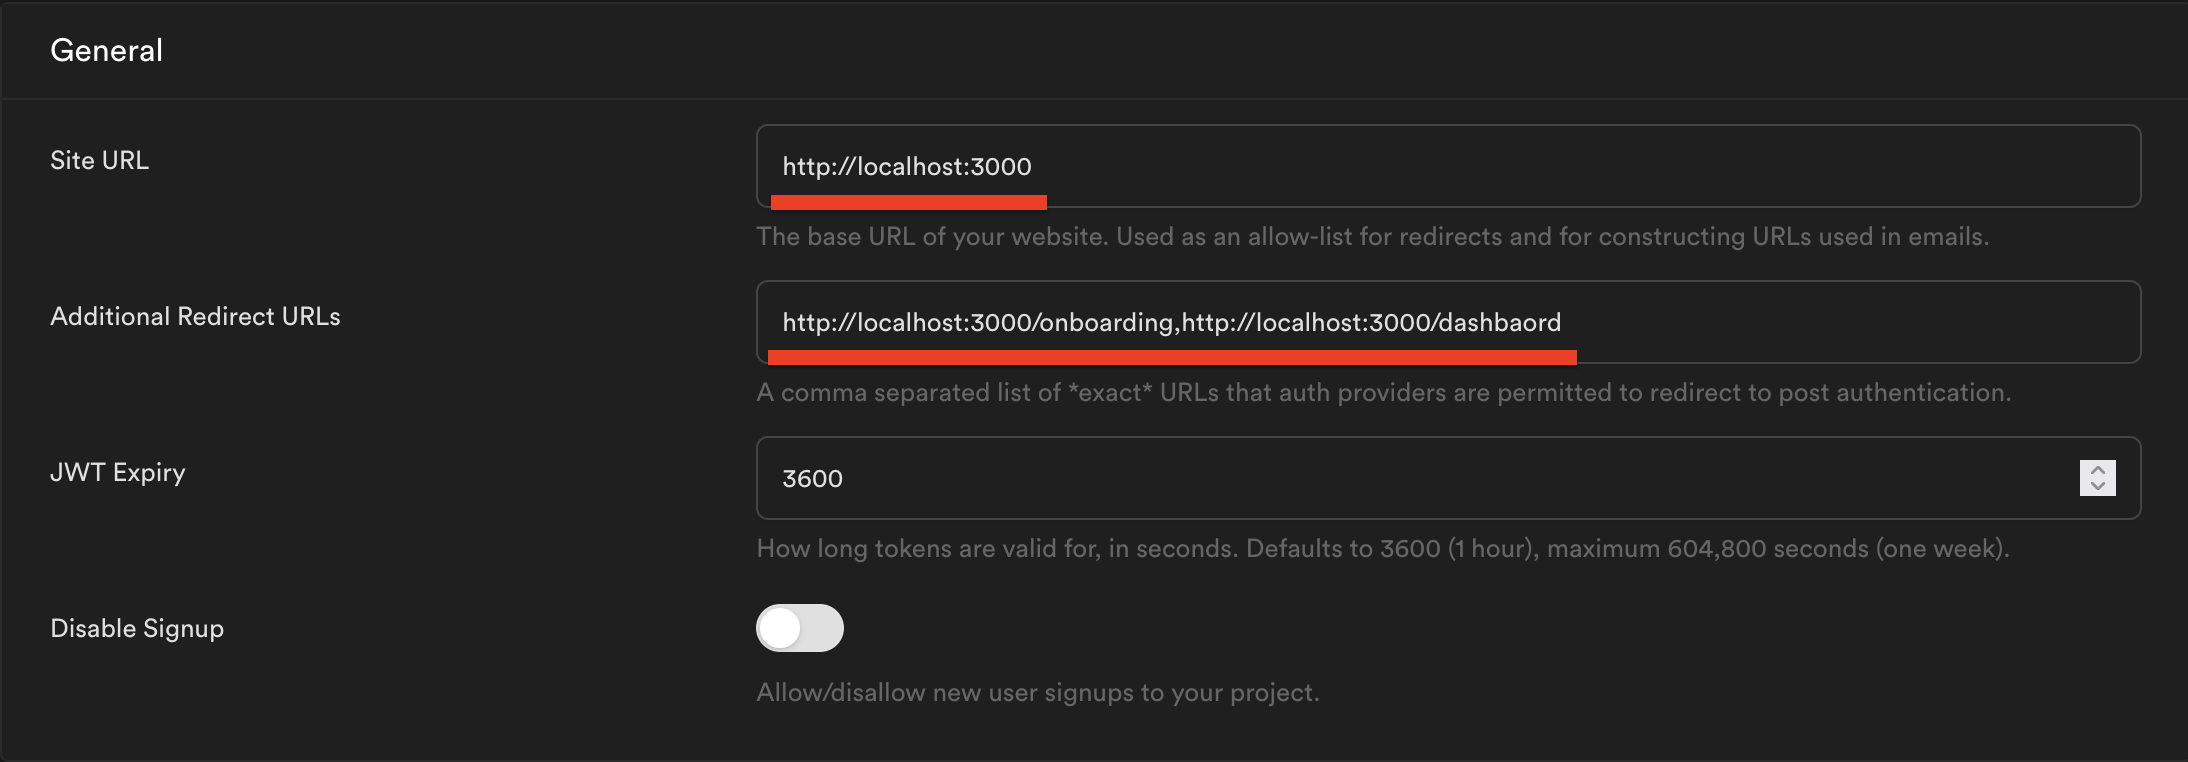 General
Site URL
http://localhost:3000
The base URL of your website. Used as an allow-list for redirects and for constructing URLs used in emails.
Additional Redirect URLs
http://localhost:3000/onboarding,http://localhost:3000/dashbaord
A comma separated list of *exact* URLs that auth providers are permitted to redirect to post authentication.
JWT Expiry
3600
How long tokens are valid for, in seconds. Defaults to 3600 (1 hour), maximum 604,800 seconds (one week).
Disable Signup
Allow/disallow new user signups to your project.